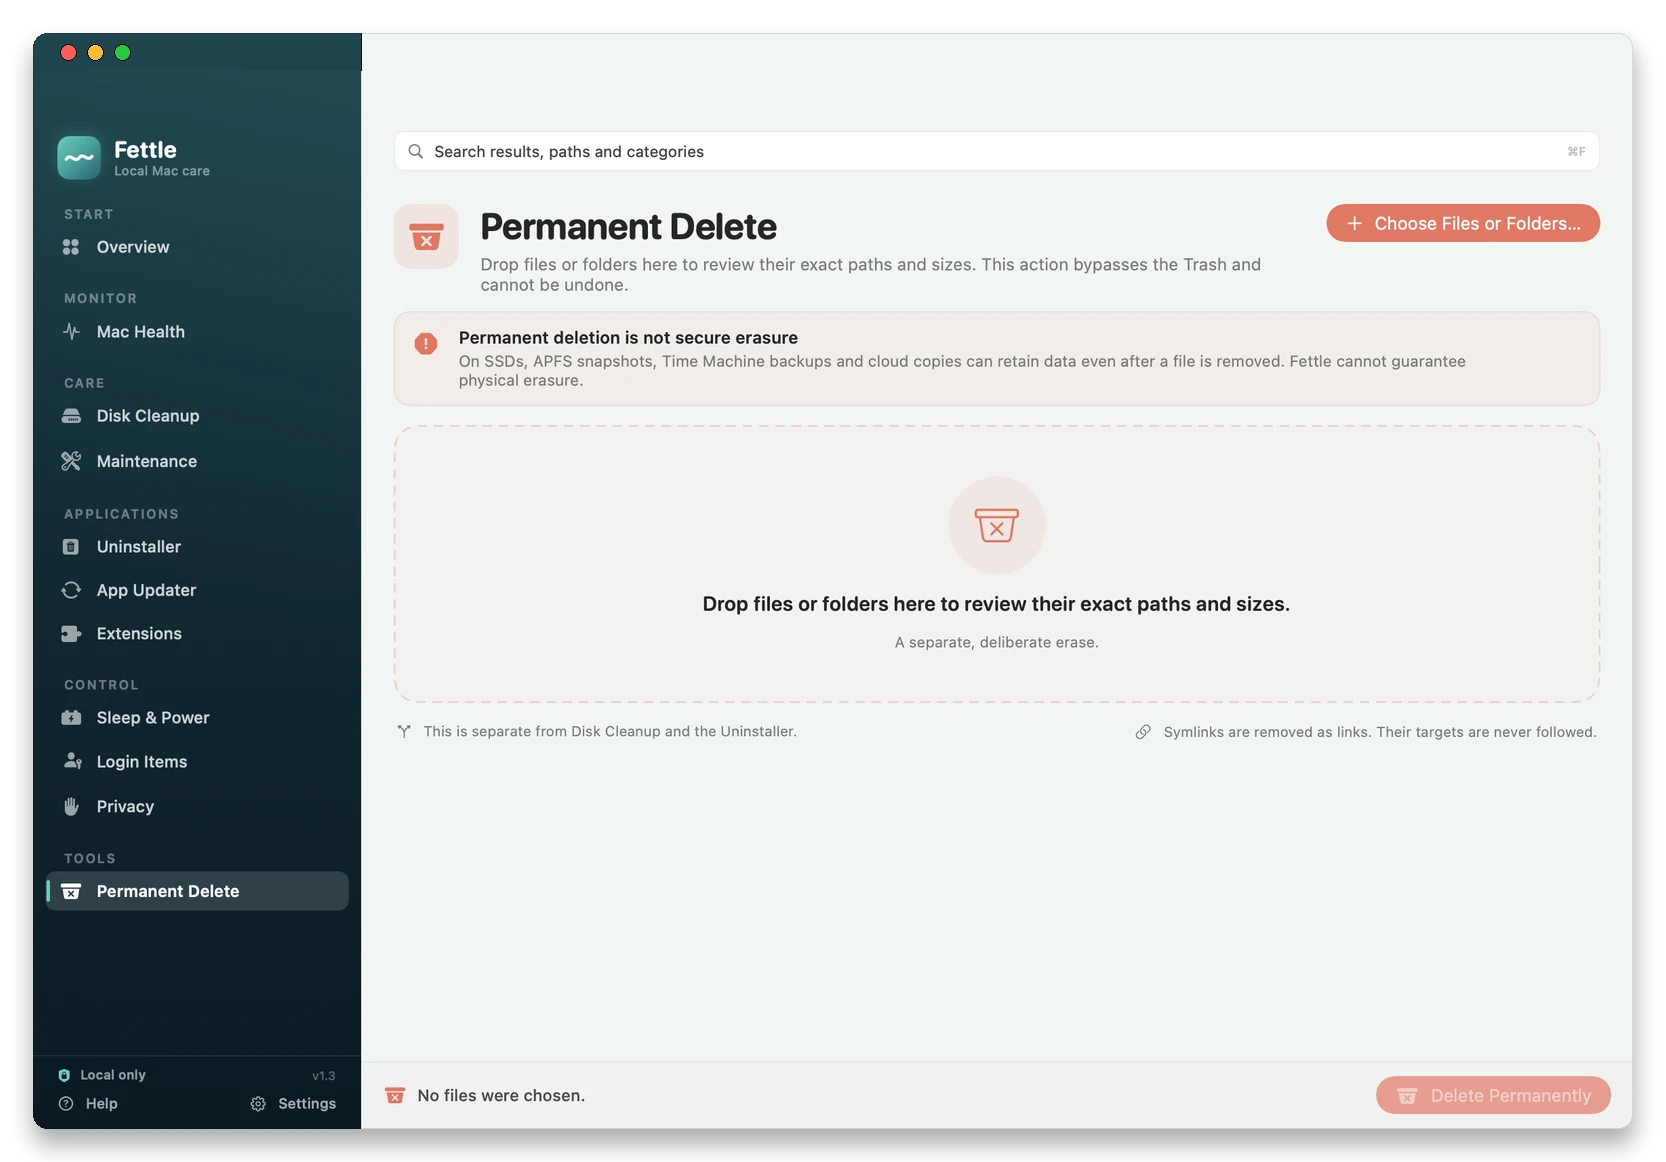 Fettle
Local Mac care
START
Overview
MONITOR
Mac Health
CARE
Disk Cleanup
Maintenance
APPLICATIONS
Uninstaller
App Updater
Extensions
CONTROL
Sleep & Power
Login Items
Privacy
TOOLS
Permanent Delete
Local only
v1.3
Help
Settings
Search results, paths and categories
⌘F
Permanent Delete
Choose Files or Folders...
Drop files or folders here to review their exact paths and sizes. This action bypasses the Trash and
cannot be undone.
Permanent deletion is not secure erasure
On SSDs, APFS snapshots, Time Machine backups and cloud copies can retain data even after a file is removed. Fettle cannot guarantee
physical erasure.
Drop files or folders here to review their exact paths and sizes.
A separate, deliberate erase.
This is separate from Disk Cleanup and the Uninstaller.
Symlinks are removed as links. Their targets are never followed.
No files were chosen.
Delete Permanently